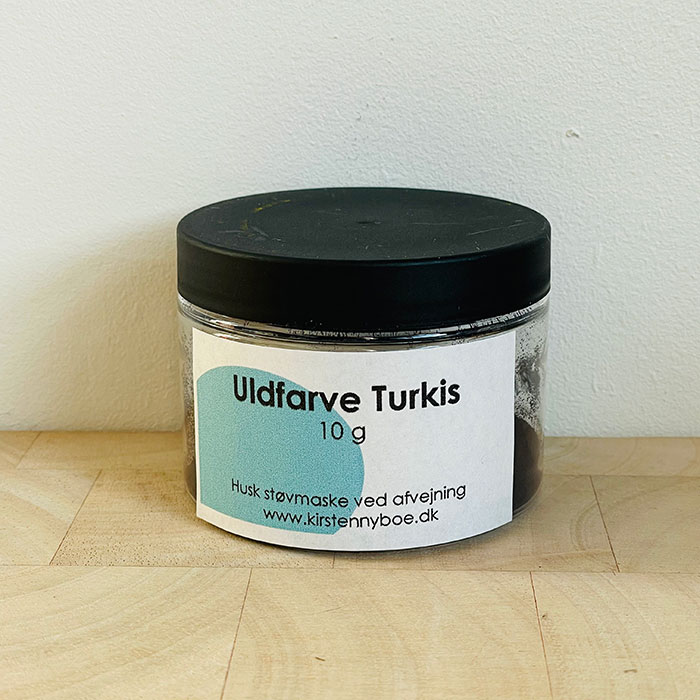 Uldfarve Turkis
10 g
Husk støvmaske ved afvejning
www.kirstennyboe.dk